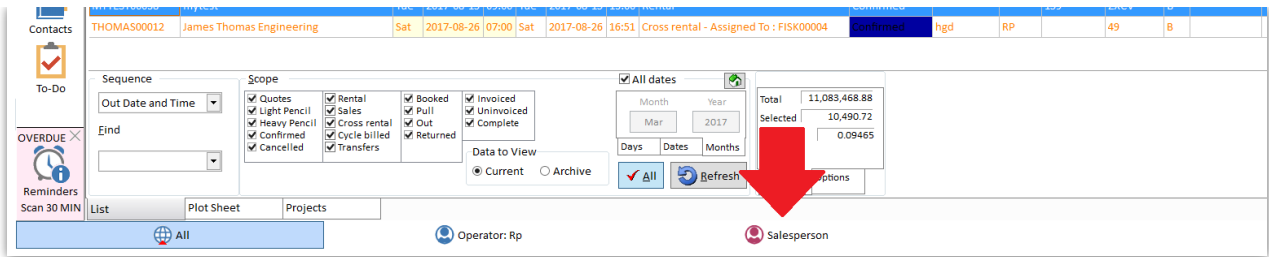 Contacts
THOMAS00012 James Thomas Engineering Sat 2017-08-26 07:00 Sat 2017-08-26 16:51 Cross rental - Assigned To : FISK00004 Confirmed hgd RP 49 B
To-Do
Sequence
Out Date and Time
Find
Scope
Quotes
Light Pencil
Heavy Pencil
Confirmed
Cancelled
Rental
Sales
Cross rental
Cycle billed
Transfers
Booked
Pull
Out
Returned
Invoiced
Uninvoiced
Complete
Data to View
Current Archive
All dates
Month Year
Mar 2017
Days Dates Months
All Refresh
Total 11,083,468.88
Selected 10,490.72
0.09465
Options
OVERDUE
Reminders
Scan 30 MIN
List Plot Sheet Projects
All Operator: Rp Salesperson